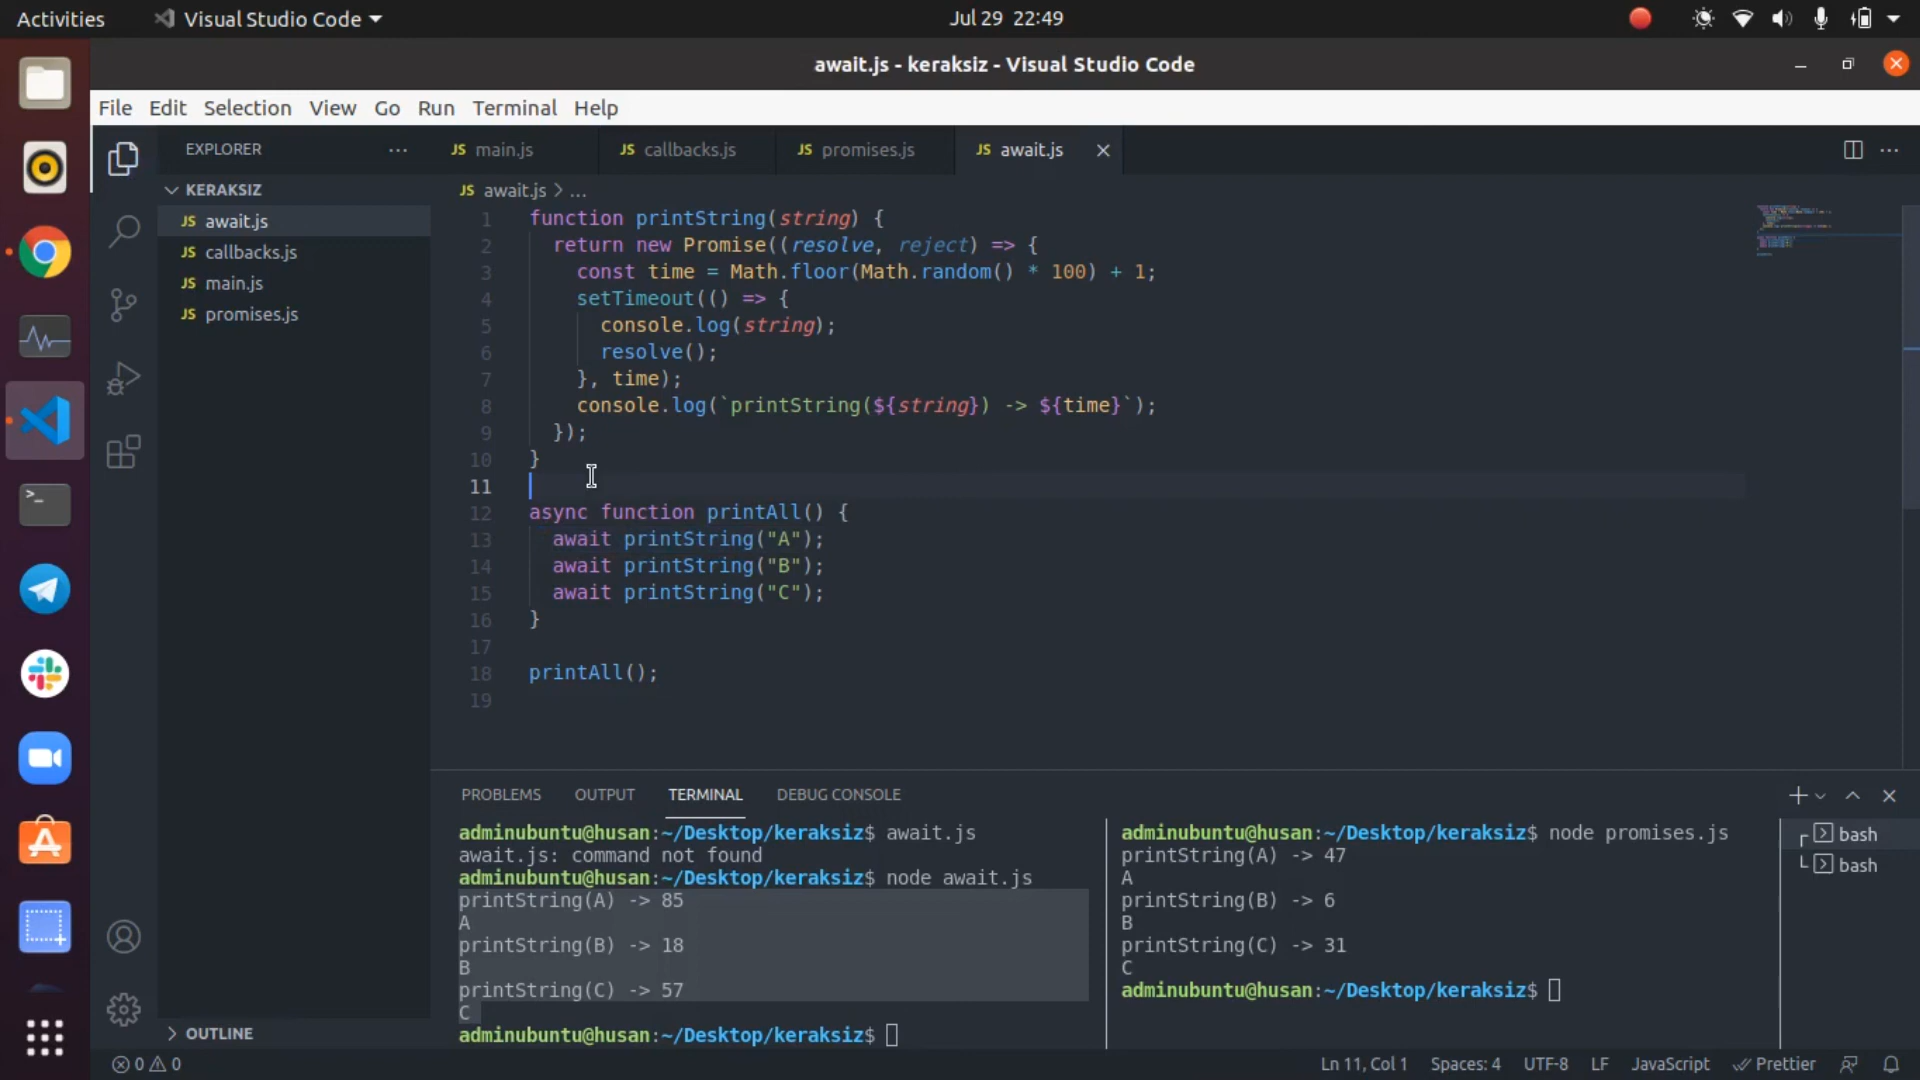 Activities
Visual Studio Code
Jul 29 22:49
await.js - keraksiz - Visual Studio Code
File Edit Selection View Go Run Terminal Help
EXPLORER
KERAKSIZ
JS await.js
JS callbacks.js
JS main.js
JS promises.js
OUTLINE
JS main.js
JS callbacks.js
JS promises.js
JS await.js
JS await.js > ...
1 function printString(string) {
2 return new Promise((resolve, reject) => {
3 const time = Math.floor(Math.random() * 100) + 1;
4 setTimeout(() => {
5 console.log(string);
6 resolve();
7 }, time);
8 console.log(`printString(${string}) -> ${time}`);
9 });
10 }
11
12 async function printAll() {
13 await printString("A");
14 await printString("B");
15 await printString("C");
16 }
17
18 printAll();
19
PROBLEMS OUTPUT TERMINAL DEBUG CONSOLE
adminubuntu@husan:~/Desktop/keraksiz$ await.js
await.js: command not found
adminubuntu@husan:~/Desktop/keraksiz$ node await.js
printString(A) -> 85
A
printString(B) -> 18
B
printString(C) -> 57
C
adminubuntu@husan:~/Desktop/keraksiz$
adminubuntu@husan:~/Desktop/keraksiz$ node promises.js
printString(A) -> 47
A
printString(B) -> 6
B
printString(C) -> 31
C
adminubuntu@husan:~/Desktop/keraksiz$
bash
bash
0 0
Ln 11, Col 1 Spaces: 4 UTF-8 LF JavaScript Prettier